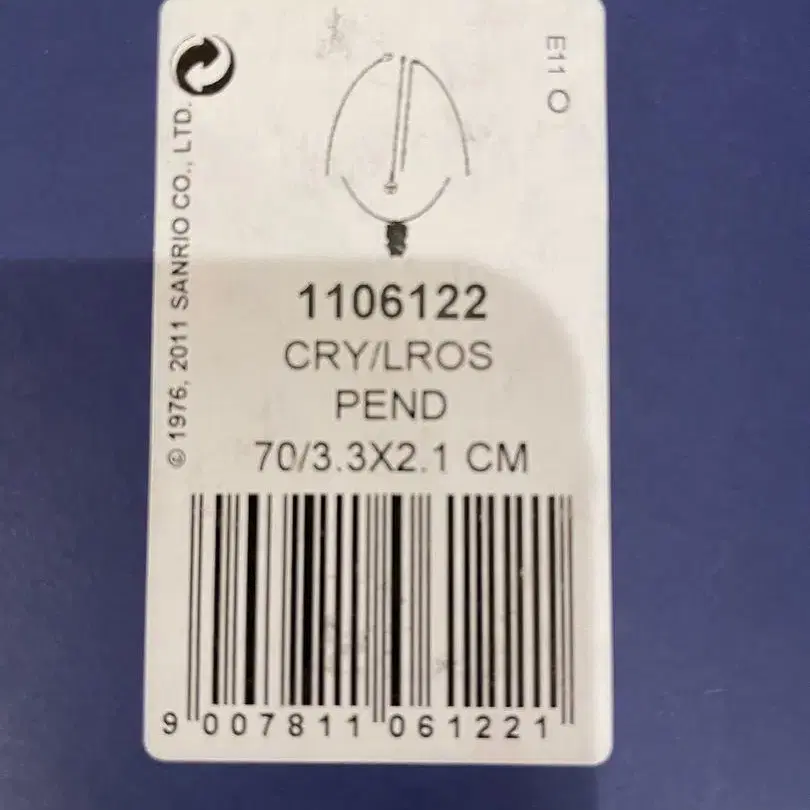 E11 O
© 1976, 2011 SANRIO CO., LTD.
1106122
CRY/LROS
PEND
70/3.3X2.1 CM
9 007811 061221